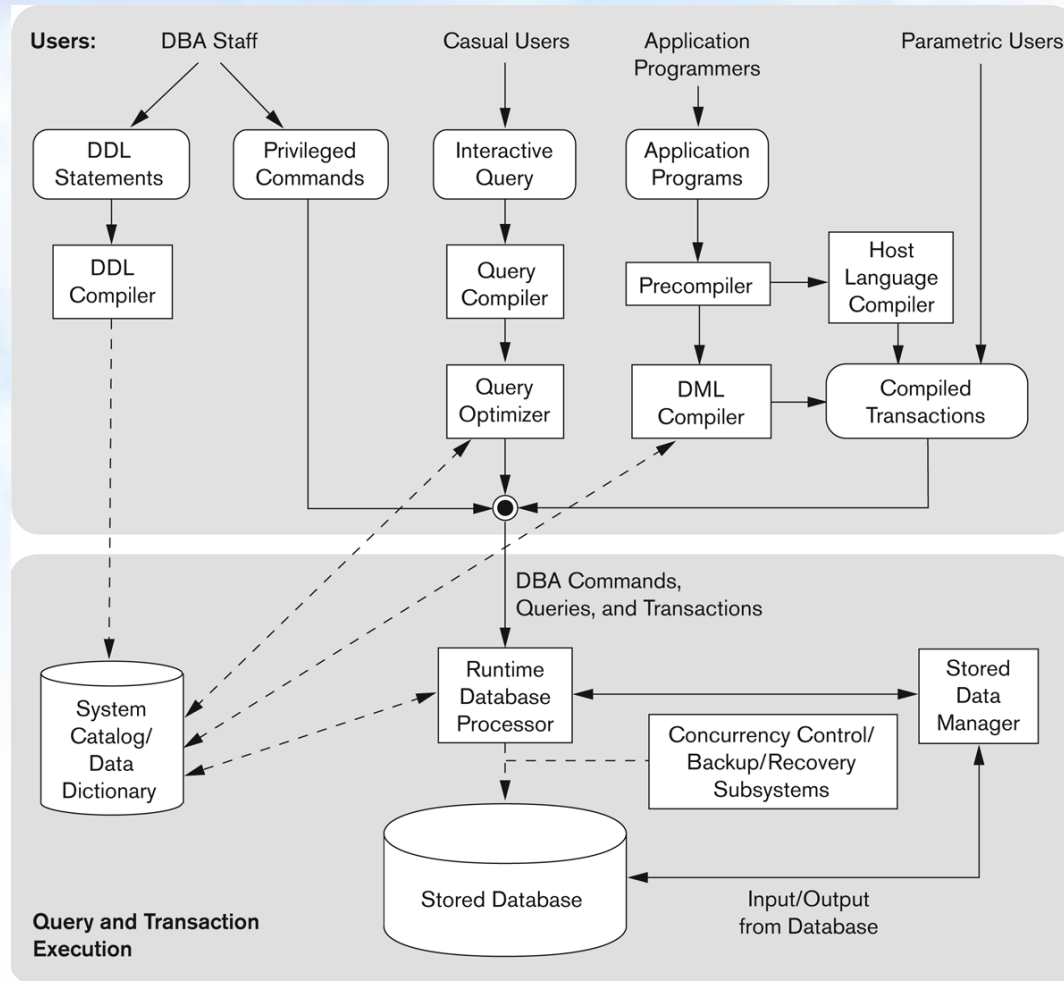 Users:
DBA Staff
Casual Users
Application
Programmers
Parametric Users
DDL
Statements
Privileged
Commands
Interactive
Query
Application
Programs
DDL
Compiler
Query
Compiler
Precompiler
Host
Language
Compiler
Query
Optimizer
DML
Compiler
Compiled
Transactions
DBA Commands,
Queries, and Transactions
System
Catalog/
Data
Dictionary
Runtime
Database
Processor
Stored
Data
Manager
Concurrency Control/
Backup/Recovery
Subsystems
Stored Database
Input/Output
from Database
Query and Transaction
Execution